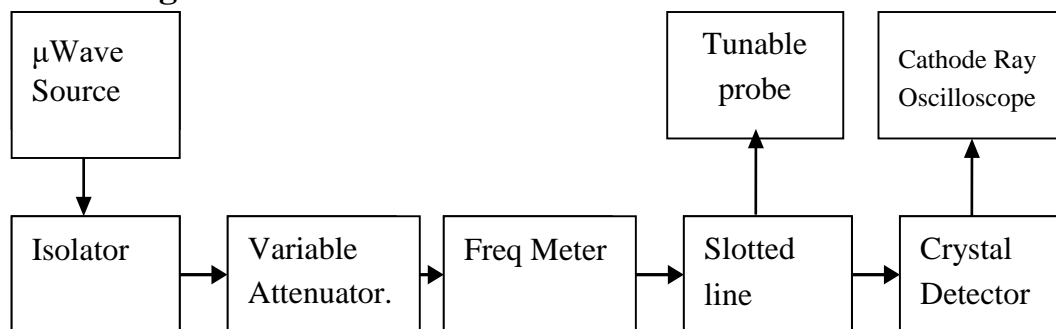 μWave
Source
Tunable
probe
Cathode Ray
Oscilloscope
Isolator
Variable
Attenuator.
Freq Meter
Slotted
line
Crystal
Detector